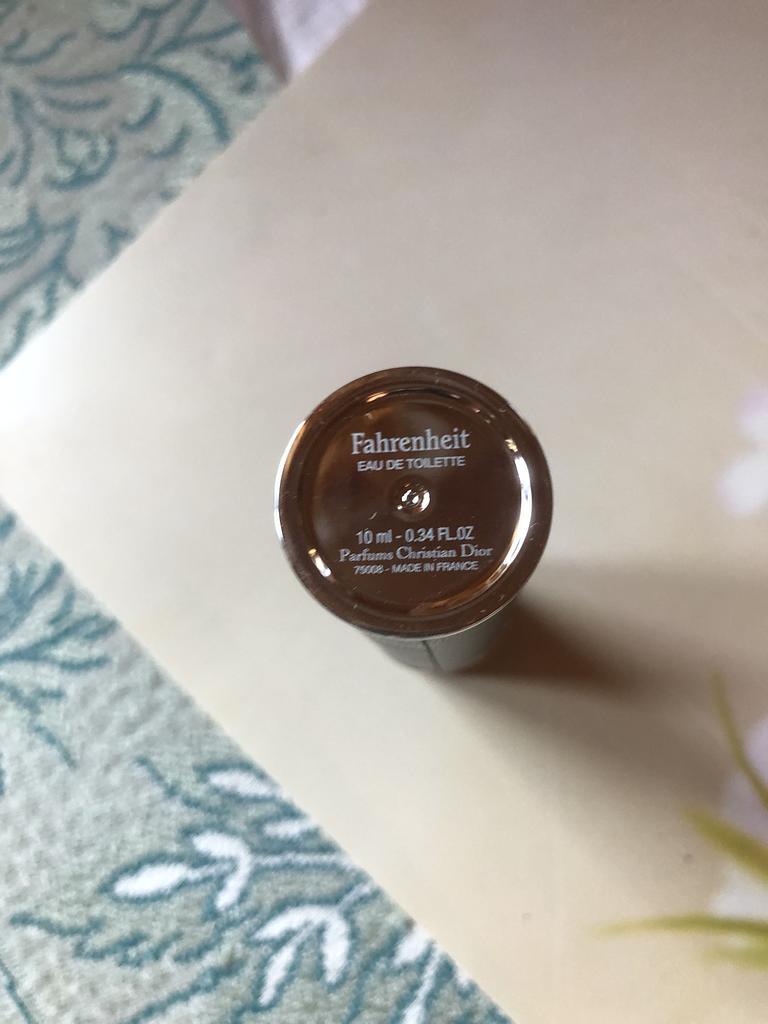 Fahrenheit
EAU DE TOILETTE
10 ml - 0.34 FL.OZ
Parfums Christian Dior
75008 - MADE IN FRANCE